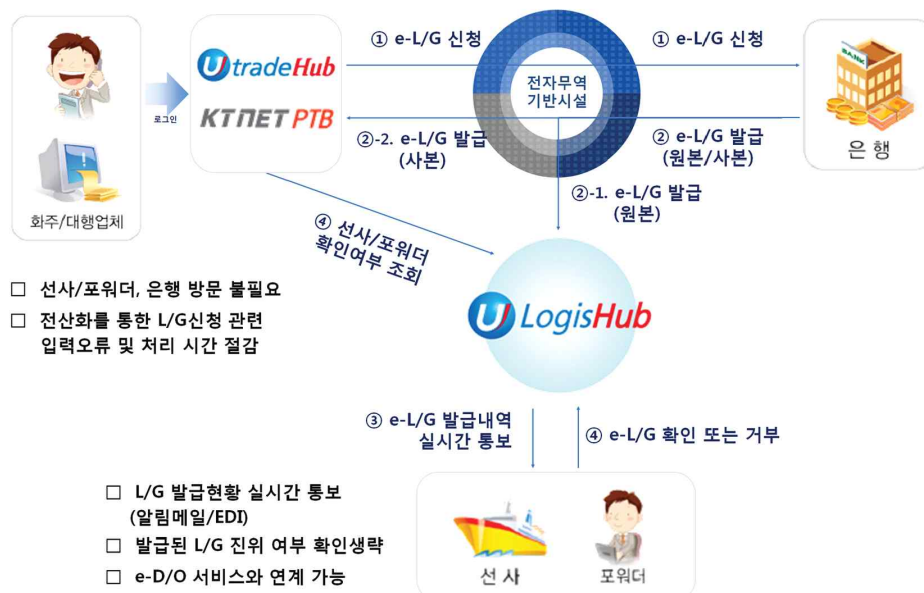 ① e-L/G 신청
① e-L/G 신청
UtradeHub
KTNET PTB
전자무역
기반시설
BANK
로그인
②-2. e-L/G 발급
(사본)
② e-L/G 발급
(원본/사본)
은 행
②-1. e-L/G 발급
(원본)
화주/대행업체
④ 선사/포워더
확인여부 조회
□ 선사/포워더, 은행 방문 불필요
□ 전산화를 통한 L/G신청 관련
입력오류 및 처리 시간 절감
U LogisHub
③ e-L/G 발급내역
실시간 통보
④ e-L/G 확인 또는 거부
□ L/G 발급현황 실시간 통보
(알림메일/EDI)
□ 발급된 L/G 진위 여부 확인생략
□ e-D/O 서비스와 연계 가능
선 사
포워더